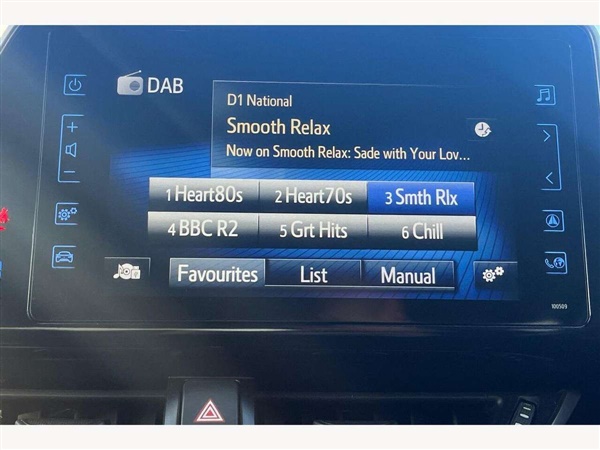 DAB
D1 National
Smooth Relax
Now on Smooth Relax: Sade with Your Lov...
1 Heart80s 2 Heart70s 3 Smth Rlx
4 BBC R2 5 Grt Hits 6 Chill
Favourites List Manual
100509